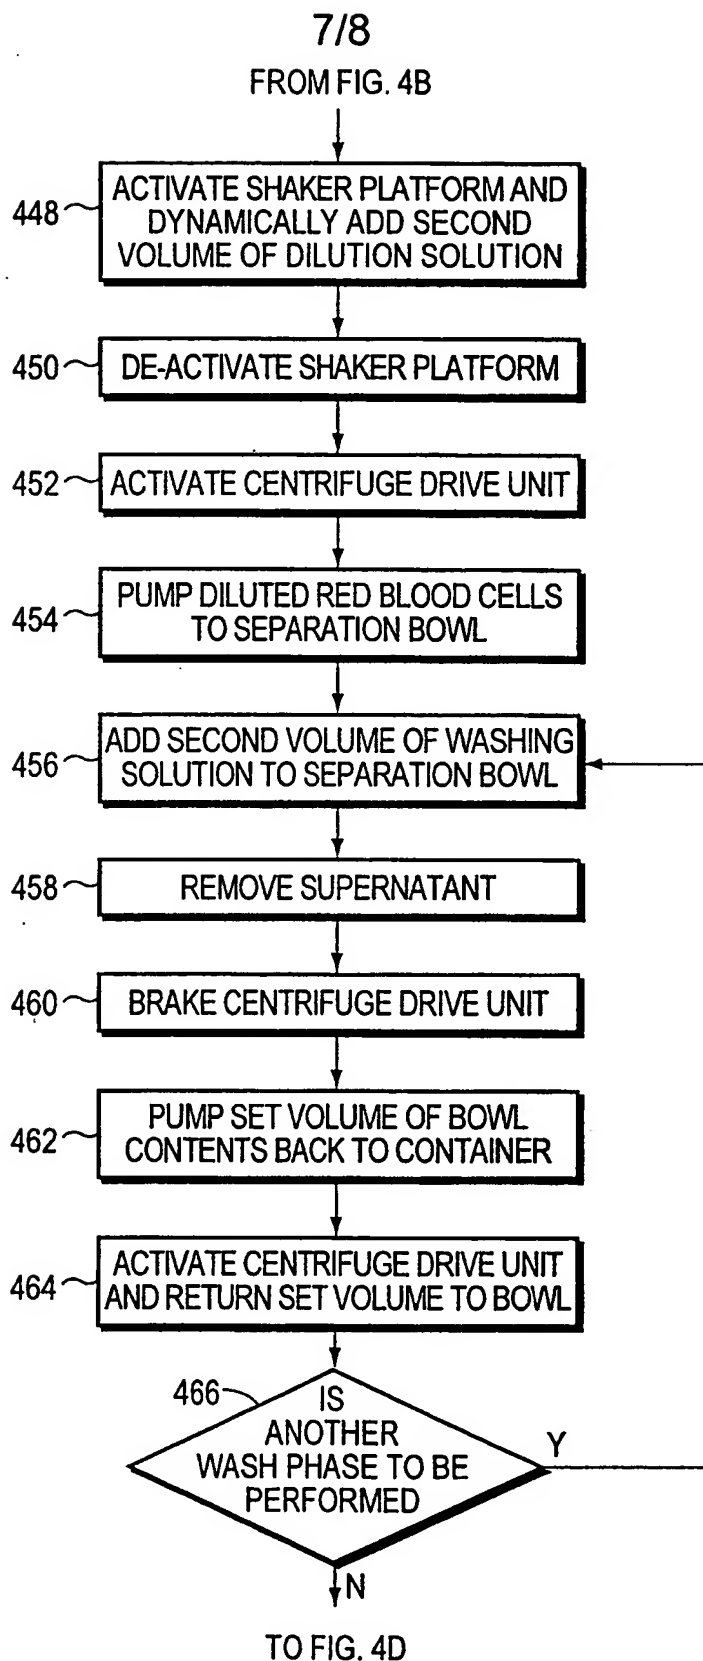 7/8
FROM FIG. 4B
448
ACTIVATE SHAKER PLATFORM AND
DYNAMICALLY ADD SECOND
VOLUME OF DILUTION SOLUTION
450
DE-ACTIVATE SHAKER PLATFORM
452
ACTIVATE CENTRIFUGE DRIVE UNIT
454
PUMP DILUTED RED BLOOD CELLS
TO SEPARATION BOWL
456
ADD SECOND VOLUME OF WASHING
SOLUTION TO SEPARATION BOWL
458
REMOVE SUPERNATANT
460
BRAKE CENTRIFUGE DRIVE UNIT
462
PUMP SET VOLUME OF BOWL
CONTENTS BACK TO CONTAINER
464
ACTIVATE CENTRIFUGE DRIVE UNIT
AND RETURN SET VOLUME TO BOWL
466
IS
ANOTHER
WASH PHASE TO BE
PERFORMED
Y
N
TO FIG. 4D